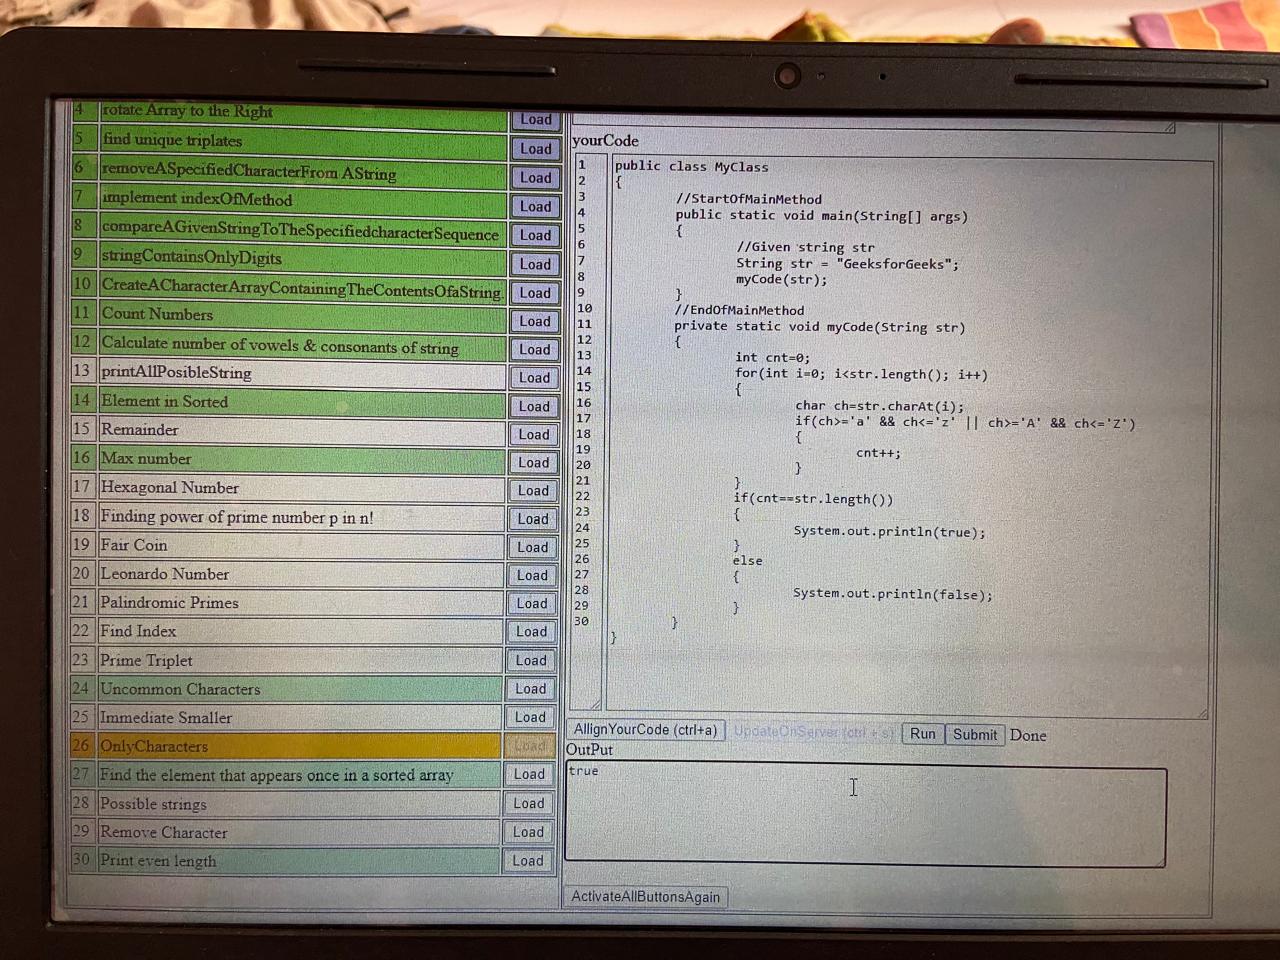 4 rotate Array to the Right Load
5 find unique triplates Load
6 removeASpecifiedCharacterFrom AString Load
7 implement indexOfMethod Load
8 compareAGivenStringToTheSpecifiedcharacterSequence Load
9 stringContainsOnlyDigits Load
10 CreateACharacterArrayContainingTheContentsOfaString. Load
11 Count Numbers Load
12 Calculate number of vowels & consonants of string Load
13 printAllPosibleString Load
14 Element in Sorted Load
15 Remainder Load
16 Max number Load
17 Hexagonal Number Load
18 Finding power of prime number p in n! Load
19 Fair Coin Load
20 Leonardo Number Load
21 Palindromic Primes Load
22 Find Index Load
23 Prime Triplet Load
24 Uncommon Characters Load
25 Immediate Smaller Load
26 OnlyCharacters Load
27 Find the element that appears once in a sorted array Load
28 Possible strings Load
29 Remove Character Load
30 Print even length Load
yourCode
1 public class MyClass
2 {
3 //StartOfMainMethod
4 public static void main(String[] args)
5 {
6 //Given string str
7 String str = "GeeksforGeeks";
8 myCode(str);
9 }
10 //EndOfMainMethod
11 private static void myCode(String str)
12 {
13 int cnt=0;
14 for(int i=0; i<str.length(); i++)
15 {
16 char ch=str.charAt(i);
17 if(ch>='a' && ch<='z' || ch>='A' && ch<='Z')
18 {
19 cnt++;
20 }
21 }
22 if(cnt==str.length())
23 {
24 System.out.println(true);
25 }
26 else
27 {
28 System.out.println(false);
29 }
30 }
}
AllignYourCode (ctrl+a) UpdateOnServer (ctrl + s) Run Submit Done
OutPut
true
ActivateAllButtonsAgain